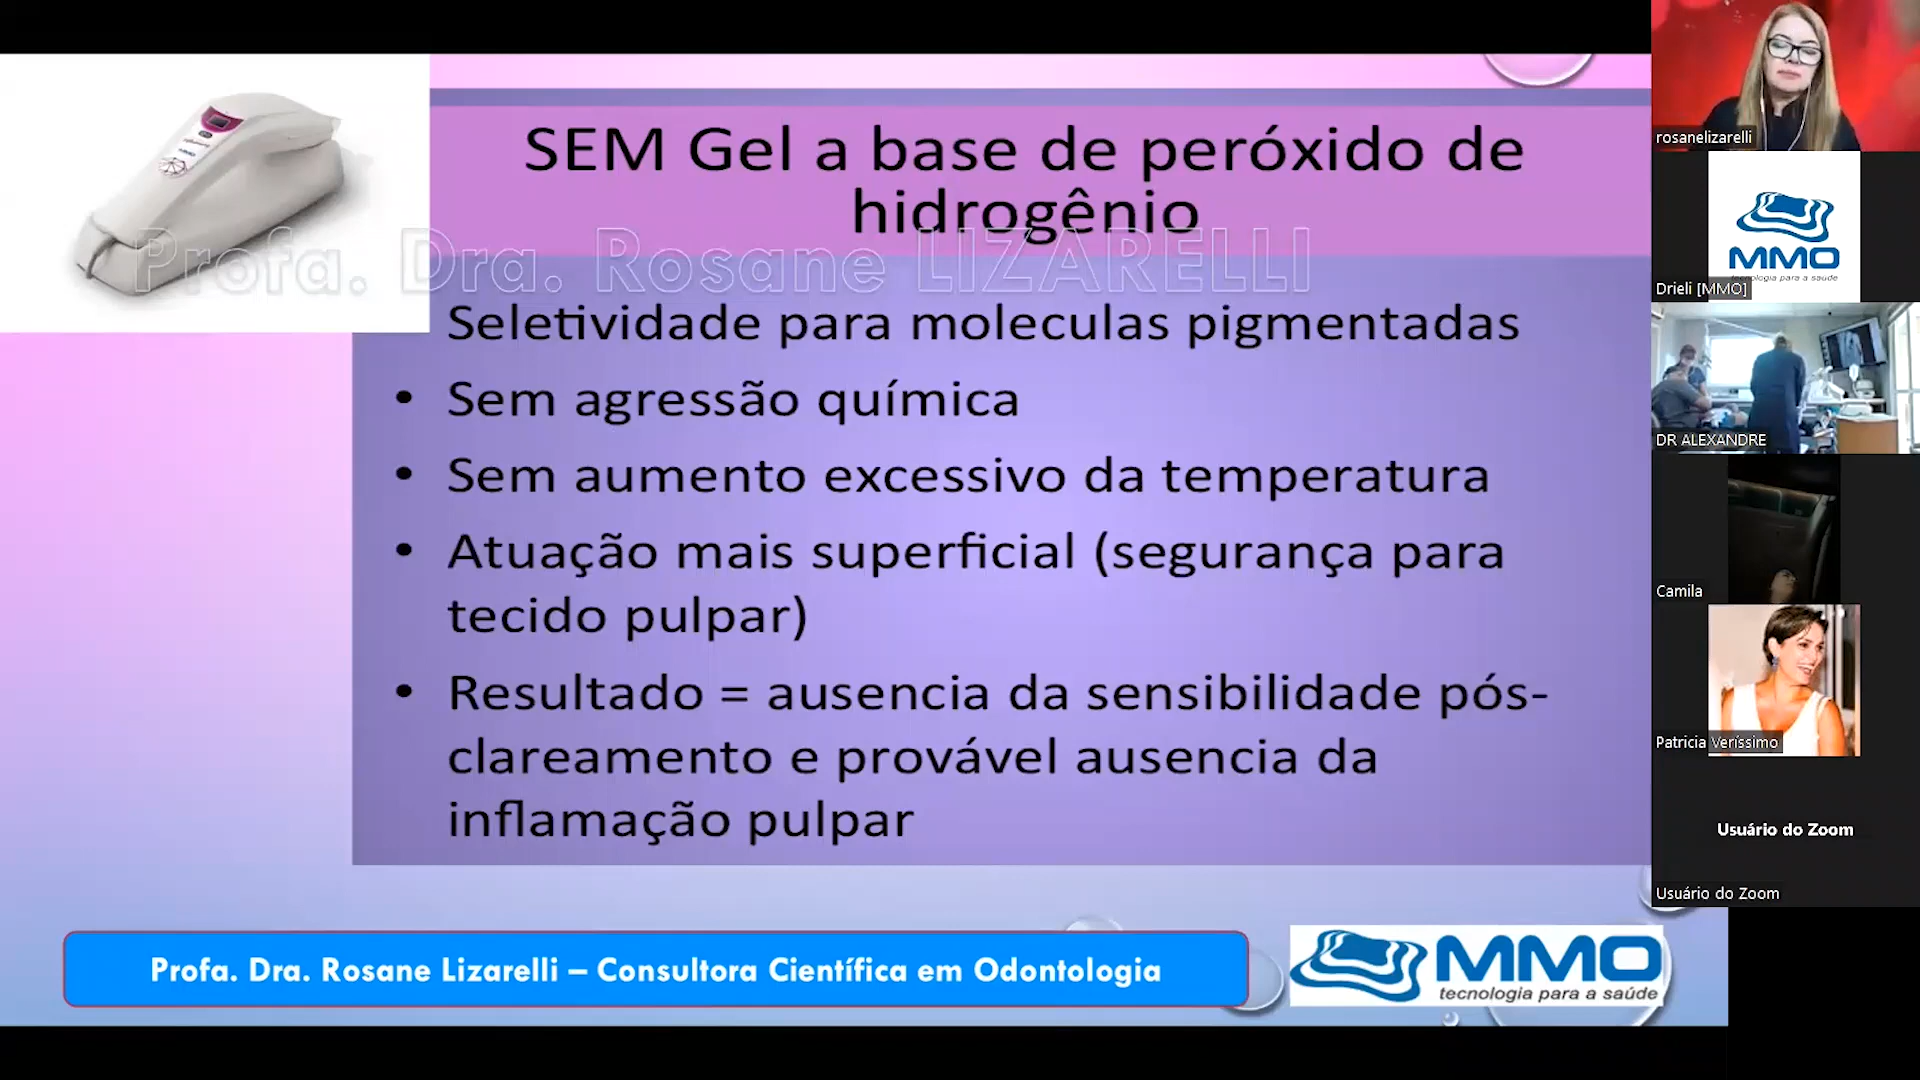 SEM Gel a base de peróxido de
hidrogênio
Profa. Dra. Rosane LIZARELLI
Seletividade para moleculas pigmentadas
• Sem agressão química
• Sem aumento excessivo da temperatura
• Atuação mais superficial (segurança para
tecido pulpar)
• Resultado = ausencia da sensibilidade pós-
clareamento e provável ausencia da
inflamação pulpar
Profa. Dra. Rosane Lizarelli – Consultora Científica em Odontologia
MMO
tecnologia para a saúde
rosanelizarelli
MMO
tecnologia para a saúde
Drieli [MMO]
DR ALEXANDRE
Camila
Patricia Veríssimo
Usuário do Zoom
Usuário do Zoom